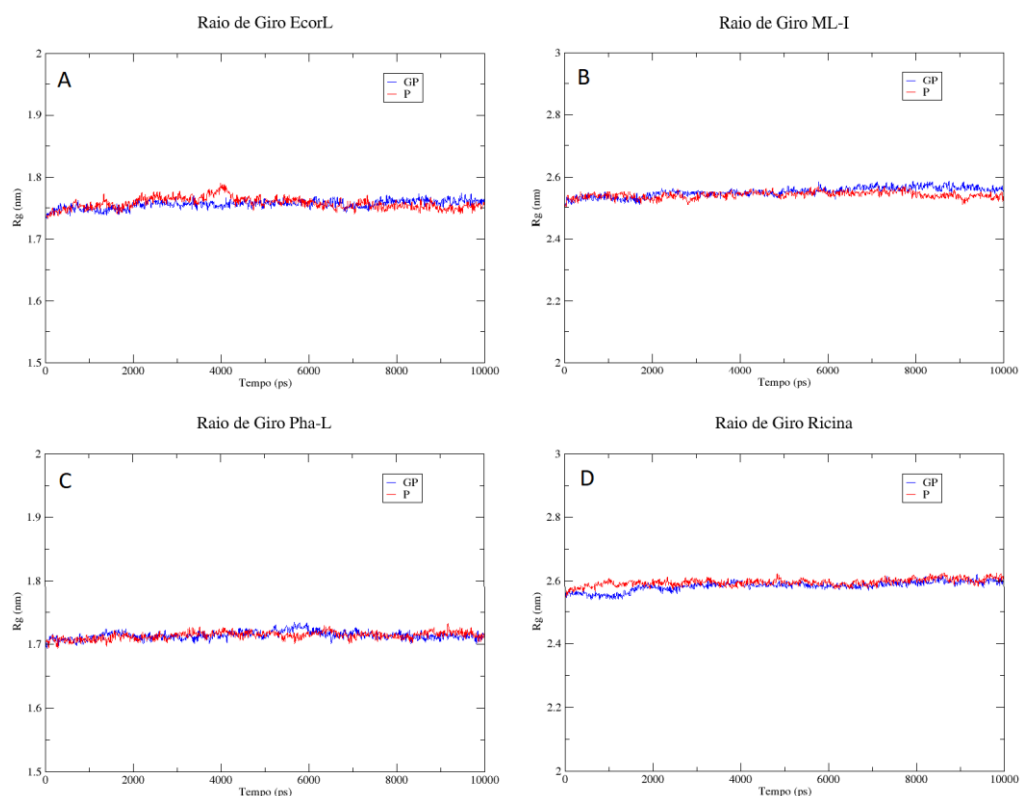 Raio de Giro EcorL
A
GP
P
2
1.9
1.8
1.7
1.6
1.5
Rg (nm)
0 2000 4000 6000 8000 10000
Tempo (ps)
Raio de Giro ML-I
B
GP
P
3
2.8
2.6
2.4
2.2
2
Rg (nm)
0 2000 4000 6000 8000 10000
Tempo (ps)
Raio de Giro Pha-L
C
GP
P
2
1.9
1.8
1.7
1.6
1.5
Rg (nm)
0 2000 4000 6000 8000 10000
Tempo (ps)
Raio de Giro Ricina
D
GP
P
3
2.8
2.6
2.4
2.2
2
Rg (nm)
0 2000 4000 6000 8000 10000
Tempo (ps)